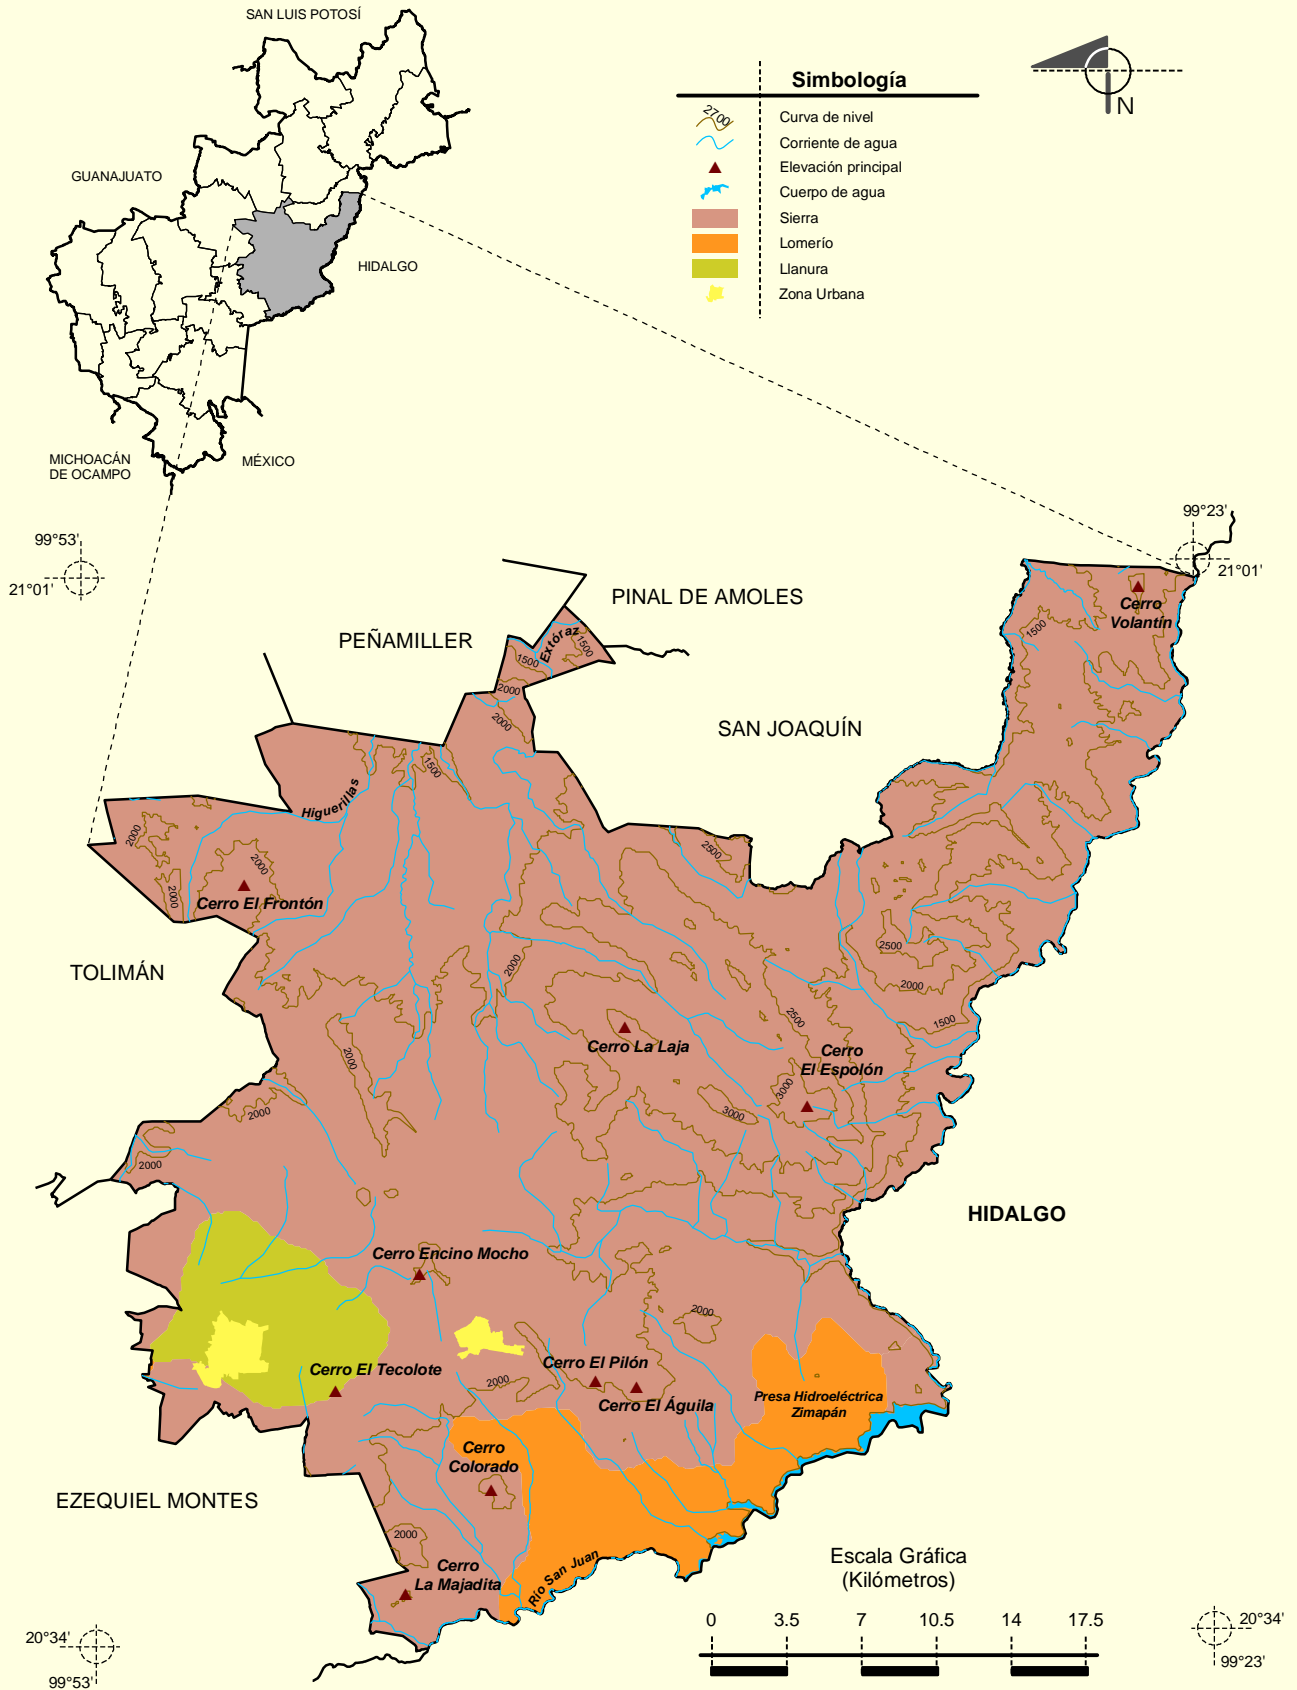 SAN LUIS POTOSÍ
GUANAJUATO
HIDALGO
MICHOACÁN
DE OCAMPO
MÉXICO
Simbología
2700
Curva de nivel
Corriente de agua
Elevación principal
Cuerpo de agua
Sierra
Lomerío
Llanura
Zona Urbana
N
99°53'
21°01'
99°23'
21°01'
PINAL DE AMOLES
PEÑAMILLER
SAN JOAQUÍN
TOLIMÁN
HIDALGO
EZEQUIEL MONTES
Cerro
Volantín
1500
Extóraz
1500
1500
2000
2000
1500
Higuerillas
2000
2000
2000
Cerro El Frontón
2500
2500
2000
1500
2000
2500
Cerro La Laja
Cerro
El Espolón
3000
3000
2000
2000
2000
Cerro Encino Mocho
2000
Cerro El Tecolote
Cerro El Pilón
2000
Cerro El Águila
Presa Hidroeléctrica
Zimapán
Cerro
Colorado
2000
Cerro
La Majadita
Río San Juan
Escala Gráfica
(Kilómetros)
0 3.5 7 10.5 14 17.5
20°34'
99°53'
20°34'
99°23'